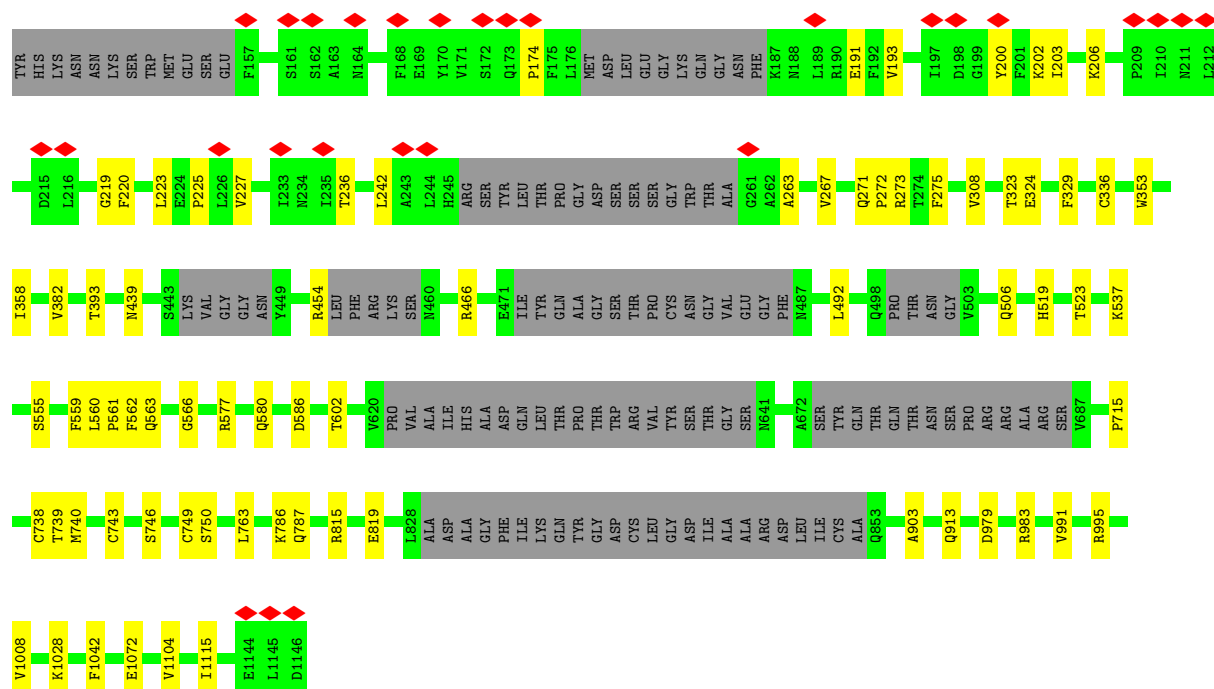 TYR HIS LYS ASN ASN LYS SER TRP MET GLU SER GLU F157 S161 S162 A163 N164 F168 E169 Y170 V171 S172 Q173 P174 F175 L176 MET ASP LEU GLU GLY LYS GLN GLY ASN PHE K187 N188 L189 R190 E191 F192 V193 I197 D198 G199 Y200 F201 K202 I203 K206 P209 I210 N211 L212
D215 L216 G219 F220 L223 E224 P225 L226 V227 I233 N234 I235 T236 L242 A243 L244 H245 ARG SER TYR LEU THR PRO GLY ASP SER SER SER GLY TRP THR ALA G261 A262 A263 V267 Q271 P272 R273 T274 F275 V308 T323 E324 F329 C336 W353
I358 V382 T393 N439 S443 LYS VAL GLY GLY ASN Y449 R454 LEU PHE ARG LYS SER N460 R466 E471 ILE TYR GLN ALA GLY SER THR PRO CYS ASN GLY VAL GLU GLY PHE N487 L492 Q498 PRO THR ASN GLY V503 Q506 H519 T523 K537
S555 F559 L560 P561 F562 Q563 G566 R577 Q580 D586 T602 V620 PRO VAL ALA ILE HIS ALA ASP GLN LEU THR PRO THR TRP ARG VAL TYR SER THR GLY SER N641 A672 SER TYR GLN THR GLN THR ASN SER PRO ARG ARG ALA ARG SER V687 P715
C738 T739 M740 C743 S746 C749 S750 L763 K786 Q787 R815 E819 L828 ALA ASP ALA GLY PHE ILE LYS GLN TYR GLY ASP CYS LEU GLY ASP ILE ALA ALA ARG ASP LEU ILE CYS ALA Q853 A903 Q913 D979 R983 V991 R995
V1008 K1028 F1042 E1072 V1104 I1115 E1144 L1145 D1146